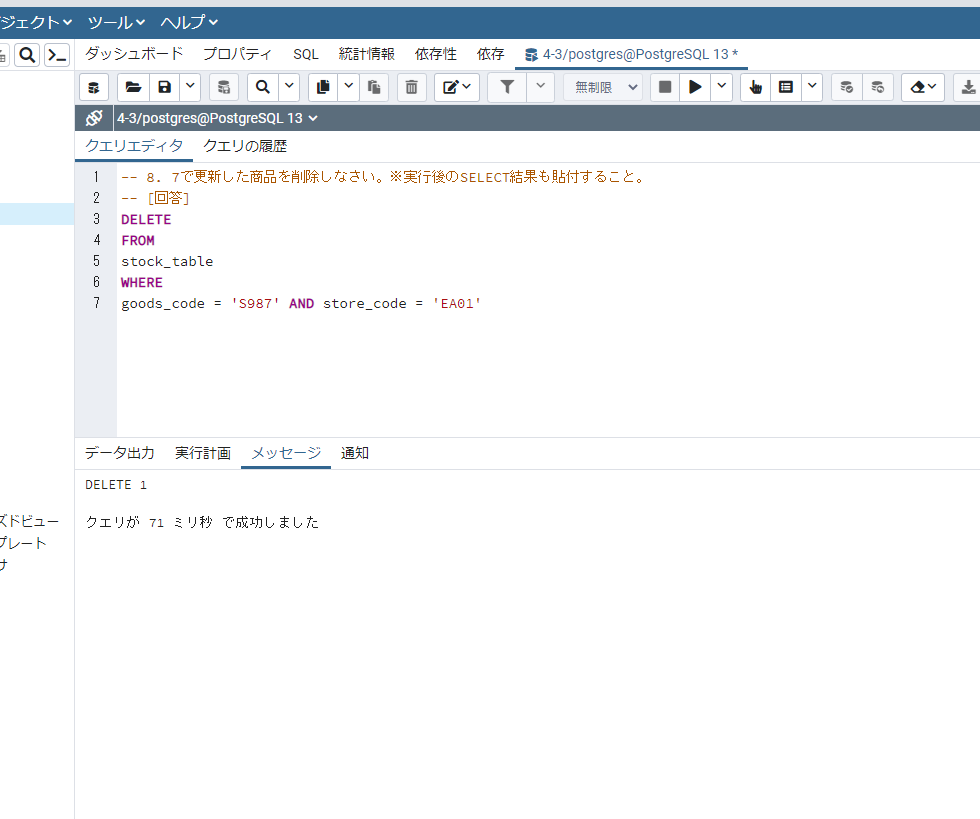 ジェクト ツール ヘルプ
ダッシュボード プロパティ SQL 統計情報 依存性 依存 4-3/postgres@PostgreSQL 13 *
無制限
4-3/postgres@PostgreSQL 13
クエリエディタ クエリの履歴
1 -- 8. 7で更新した商品を削除しなさい。※実行後のSELECT結果も貼付すること。
2 -- [回答]
3 DELETE
4 FROM
5 stock_table
6 WHERE
7 goods_code = 'S987' AND store_code = 'EA01'
データ出力 実行計画 メッセージ 通知
DELETE 1
ズドビュー
クエリが 71 ミリ秒 で成功しました
プレート
サ